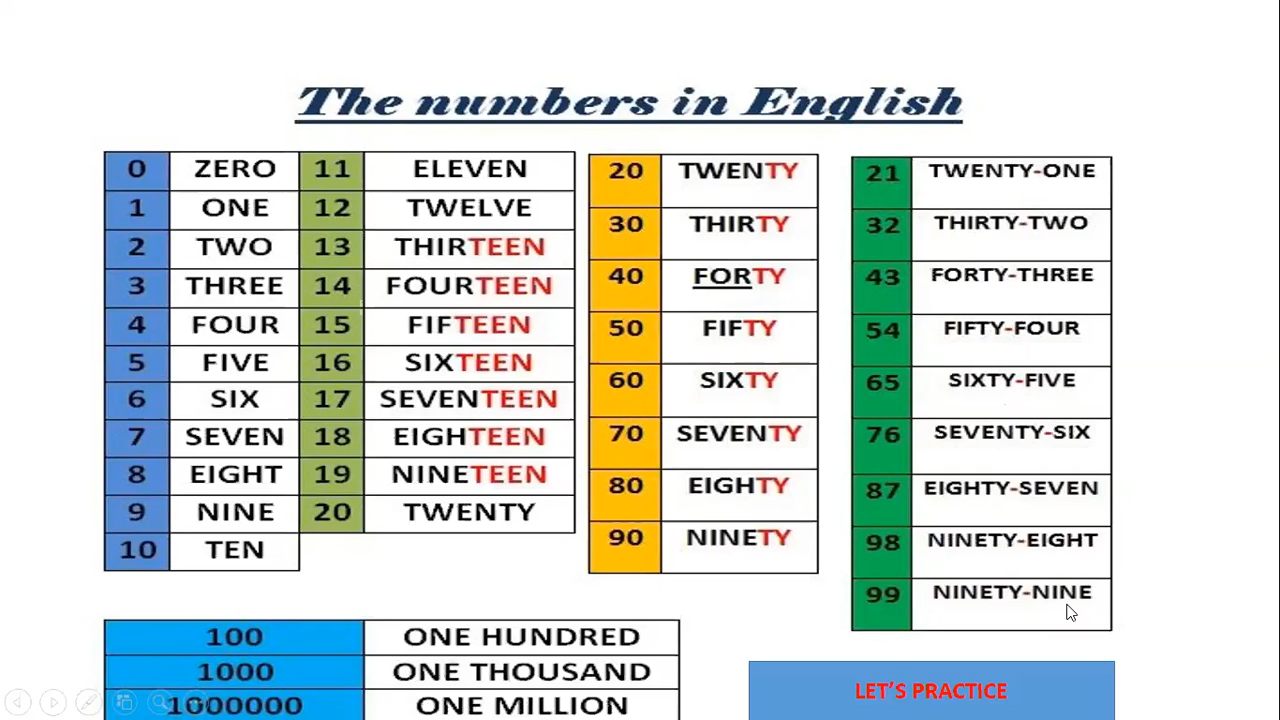 The numbers in English
0 ZERO 11 ELEVEN
1 ONE 12 TWELVE
2 TWO 13 THIRTEEN
3 THREE 14 FOURTEEN
4 FOUR 15 FIFTEEN
5 FIVE 16 SIXTEEN
6 SIX 17 SEVENTEEN
7 SEVEN 18 EIGHTEEN
8 EIGHT 19 NINETEEN
9 NINE 20 TWENTY
10 TEN
20 TWENTY
30 THIRTY
40 FORTY
50 FIFTY
60 SIXTY
70 SEVENTY
80 EIGHTY
90 NINETY
21 TWENTY-ONE
32 THIRTY-TWO
43 FORTY-THREE
54 FIFTY-FOUR
65 SIXTY-FIVE
76 SEVENTY-SIX
87 EIGHTY-SEVEN
98 NINETY-EIGHT
99 NINETY-NINE
100 ONE HUNDRED
1000 ONE THOUSAND
1000000 ONE MILLION
LET’S PRACTICE